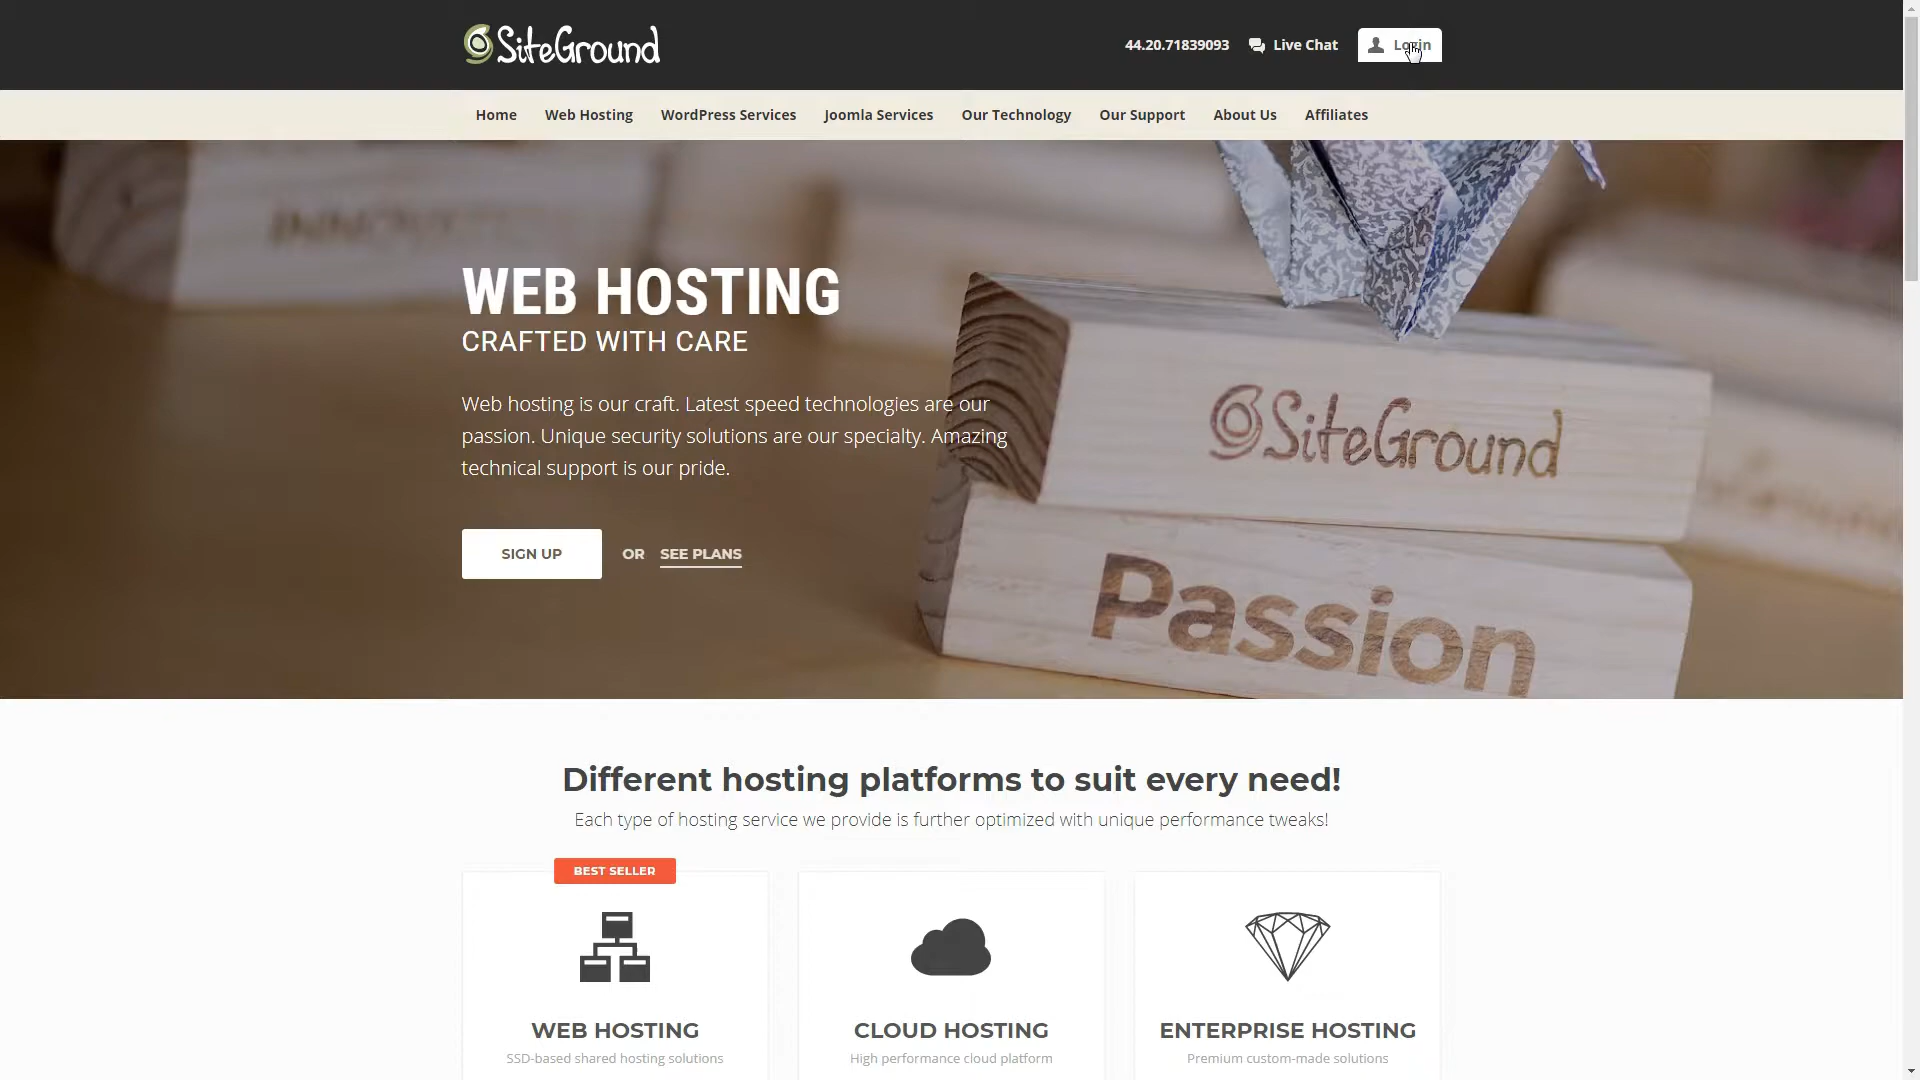 SiteGround
44.20.71839093 Live Chat Login
Home Web Hosting WordPress Services Joomla Services Our Technology Our Support About Us Affiliates
WEB HOSTING
CRAFTED WITH CARE
Web hosting is our craft. Latest speed technologies are our
passion. Unique security solutions are our specialty. Amazing
technical support is our pride.
SIGN UP OR SEE PLANS
SiteGround
Passion
Different hosting platforms to suit every need!
Each type of hosting service we provide is further optimized with unique performance tweaks!
BEST SELLER
WEB HOSTING
SSD-based shared hosting solutions
CLOUD HOSTING
High performance cloud platform
ENTERPRISE HOSTING
Premium custom-made solutions